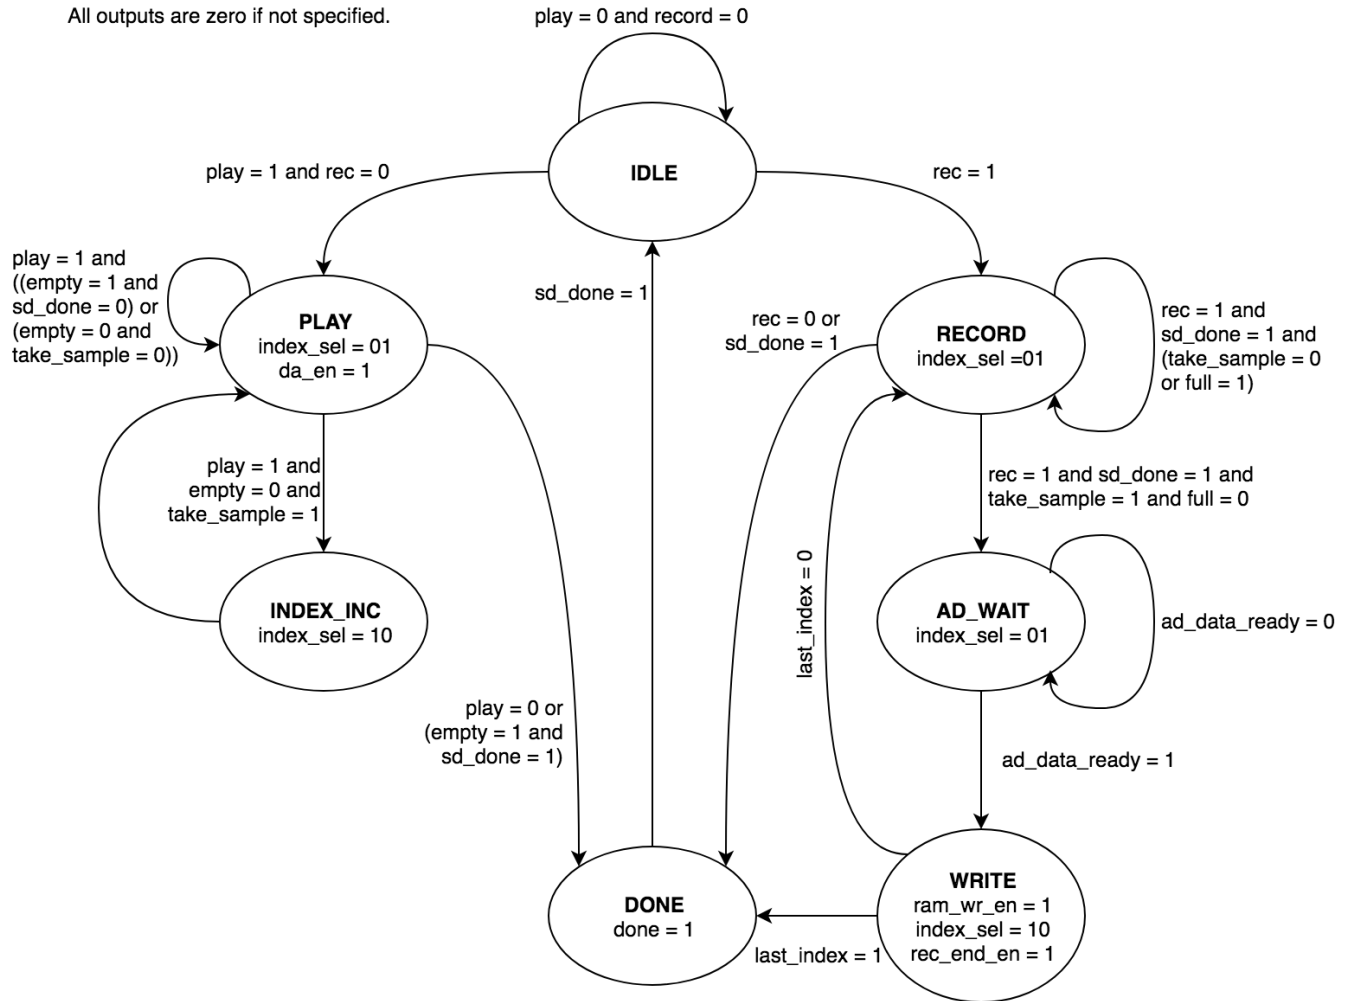 All outputs are zero if not specified.
play = 0 and record = 0
IDLE
play = 1 and rec = 0
rec = 1
play = 1 and
((empty = 1 and
sd_done = 0) or
(empty = 0 and
take_sample = 0))
PLAY
index_sel = 01
da_en = 1
sd_done = 1
rec = 0 or
sd_done = 1
RECORD
index_sel =01
rec = 1 and
sd_done = 1 and
(take_sample = 0
or full = 1)
play = 1 and
empty = 0 and
take_sample = 1
rec = 1 and sd_done = 1 and
take_sample = 1 and full = 0
INDEX_INC
index_sel = 10
last_index = 0
AD_WAIT
index_sel = 01
ad_data_ready = 0
play = 0 or
(empty = 1 and
sd_done = 1)
ad_data_ready = 1
DONE
done = 1
last_index = 1
WRITE
ram_wr_en = 1
index_sel = 10
rec_end_en = 1